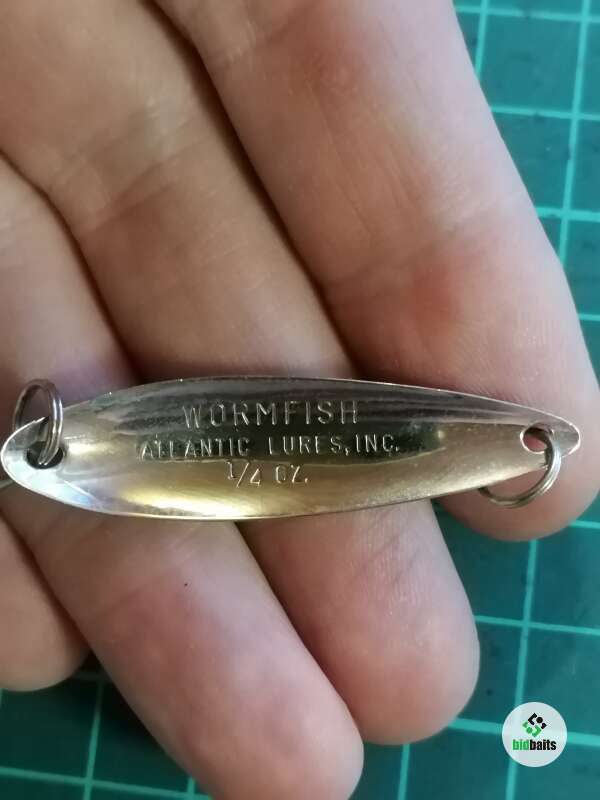 WORMFISH
ATLANTIC LURES, INC.
1/4 OZ.
bidbaits